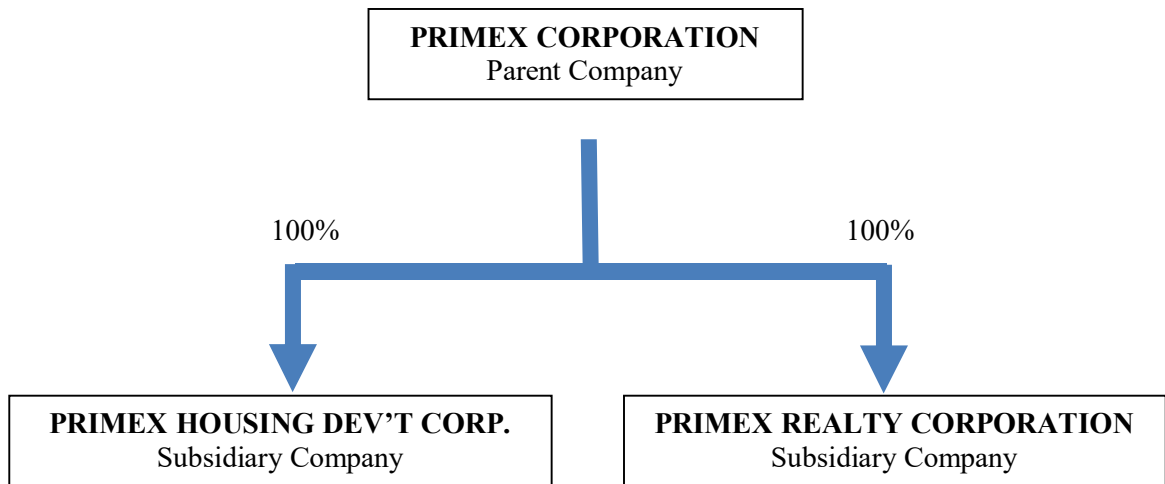 PRIMEX CORPORATION
Parent Company
100%
100%
PRIMEX HOUSING DEV’T CORP.
Subsidiary Company
PRIMEX REALTY CORPORATION
Subsidiary Company